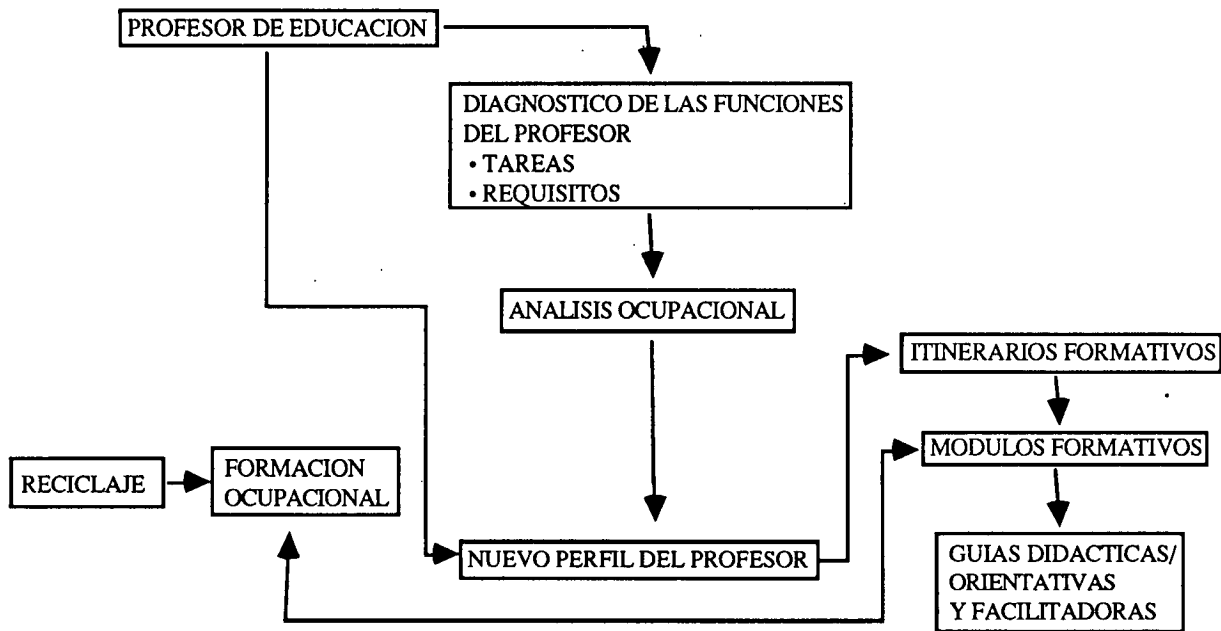 PROFESOR DE EDUCACION
DIAGNOSTICO DE LAS FUNCIONES
DEL PROFESOR
• TAREAS
• REQUISITOS
ANALISIS OCUPACIONAL
ITINERARIOS FORMATIVOS
MODULOS FORMATIVOS
RECICLAJE
FORMACION
OCUPACIONAL
NUEVO PERFIL DEL PROFESOR
GUIAS DIDACTICAS/
ORIENTATIVAS
Y FACILITADORAS